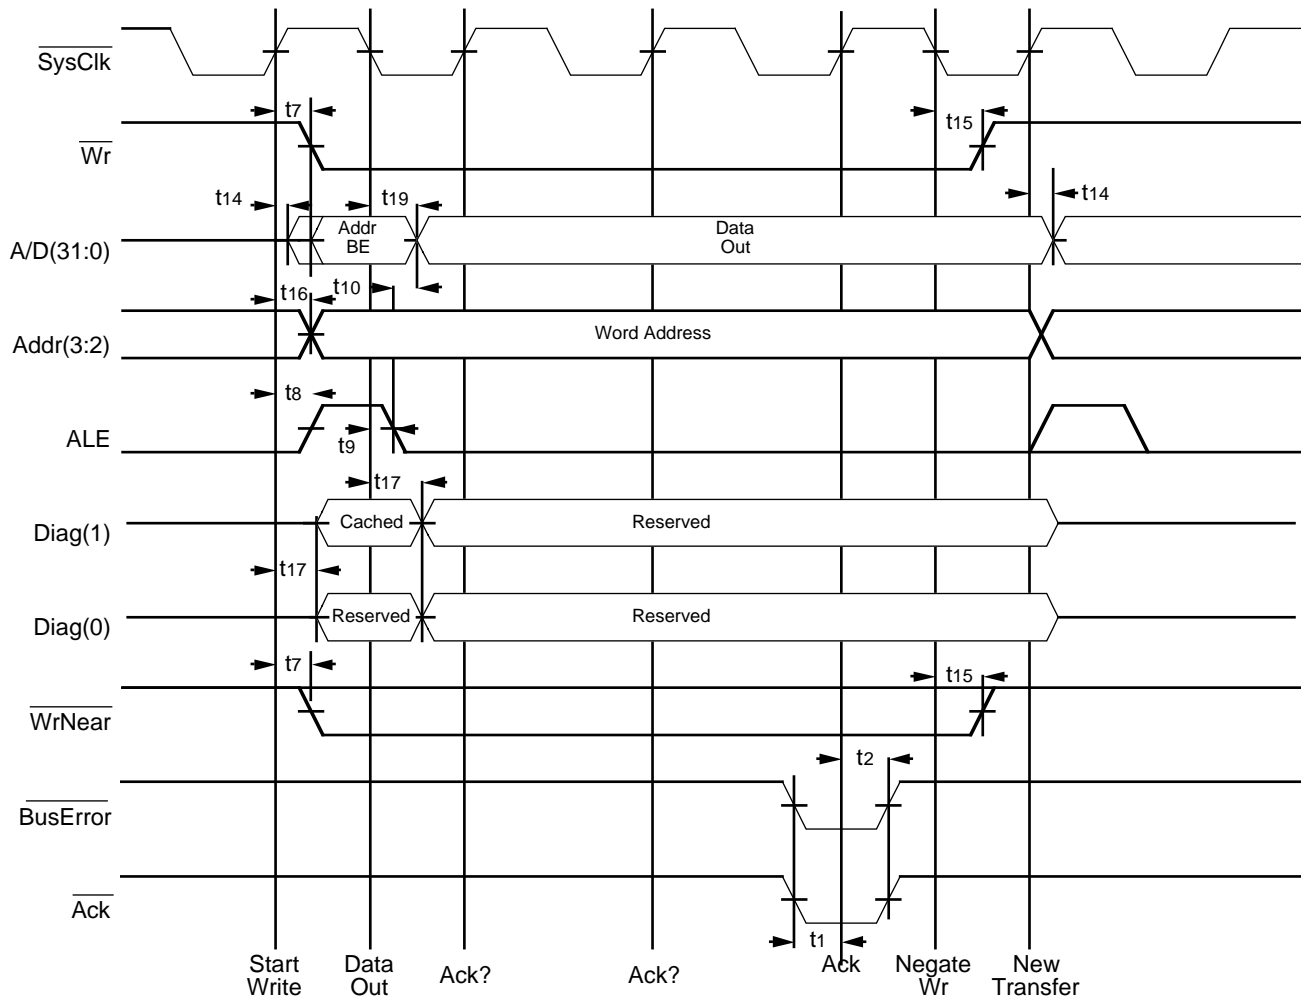 SysClk
t7
t15
Wr
t14
t19
t14
Addr
BE
Data
Out
A/D(31:0)
t16
t10
Word Address
Addr(3:2)
t8
ALE
t9
t17
Cached
Reserved
Diag(1)
t17
Reserved
Reserved
Diag(0)
t7
t15
WrNear
t2
BusError
Ack
t1
Start
Write
Data
Out
Ack?
Ack?
Ack
Negate
Wr
New
Transfer